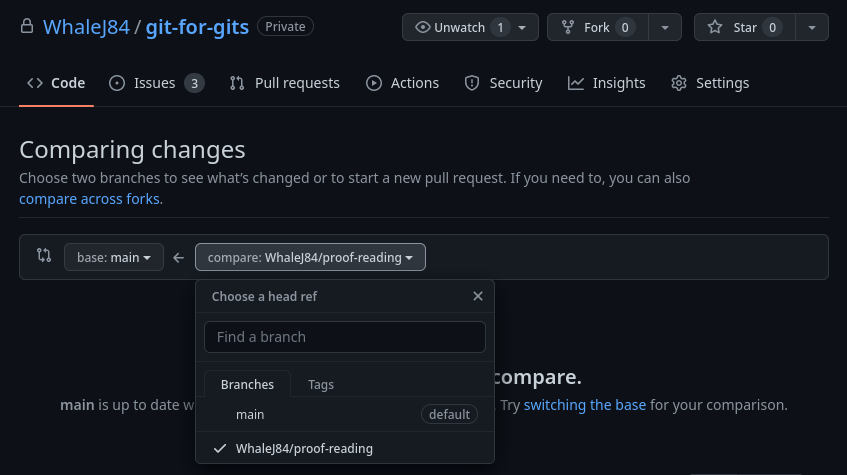 WhaleJ84 / git-for-gits Private Unwatch 1 Fork 0 Star 0
Code Issues 3 Pull requests Actions Security Insights Settings
Comparing changes
Choose two branches to see what's changed or to start a new pull request. If you need to, you can also
compare across forks.
base: main compare: WhaleJ84/proof-reading
Choose a head ref
Find a branch
compare.
Branches Tags
main is up to date w . Try switching the base for your comparison.
main default
WhaleJ84/proof-reading